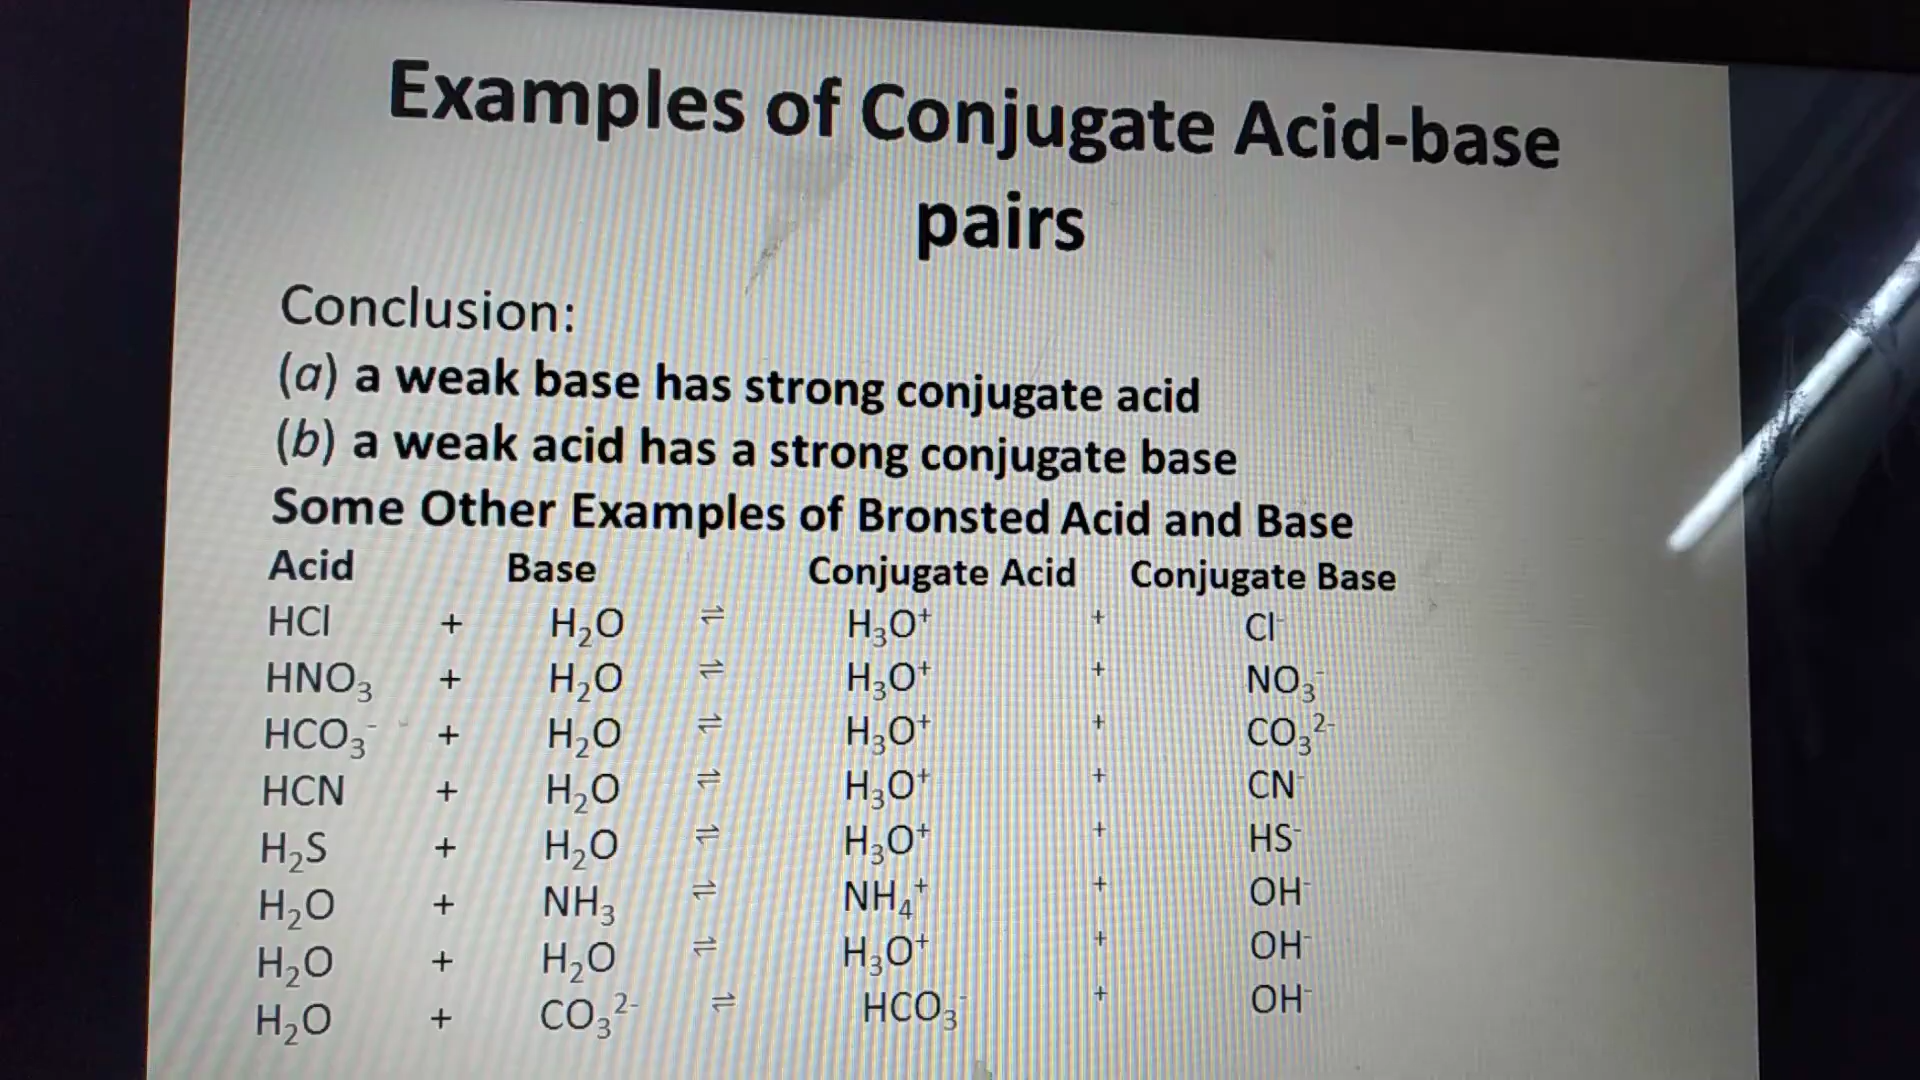 Examples of Conjugate Acid-base
pairs
Conclusion:
(a) a weak base has strong conjugate acid
(b) a weak acid has a strong conjugate base
Some Other Examples of Bronsted Acid and Base
Acid Base Conjugate Acid Conjugate Base
HCl + H₂O ⇌ H₃O⁺ + Cl⁻
HNO₃ + H₂O ⇌ H₃O⁺ + NO₃⁻
HCO₃⁻ + H₂O ⇌ H₃O⁺ + CO₃²⁻
HCN + H₂O ⇌ H₃O⁺ + CN⁻
H₂S + H₂O ⇌ H₃O⁺ + HS⁻
H₂O + NH₃ ⇌ NH₄⁺ + OH⁻
H₂O + H₂O ⇌ H₃O⁺ + OH⁻
H₂O + CO₃²⁻ ⇌ HCO₃⁻ + OH⁻